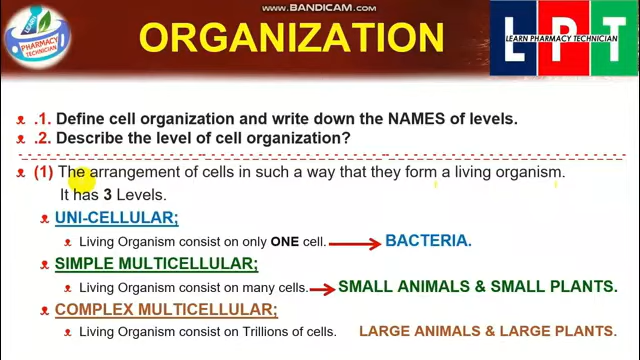 WWW.BANDICAM.COM
LEARN
PHARMACY
TECHNICIAN
ORGANIZATION
LPT
LEARN PHARMACY TECHNICIAN
.1. Define cell organization and write down the NAMES of levels.
.2. Describe the level of cell organization?
(1) The arrangement of cells in such a way that they form a living organism.
It has 3 Levels.
UNI-CELLULAR;
Living Organism consist on only ONE cell. BACTERIA.
SIMPLE MULTICELLULAR;
Living Organism consist on many cells. SMALL ANIMALS & SMALL PLANTS.
COMPLEX MULTICELLULAR;
Living Organism consist on Trillions of cells. LARGE ANIMALS & LARGE PLANTS.